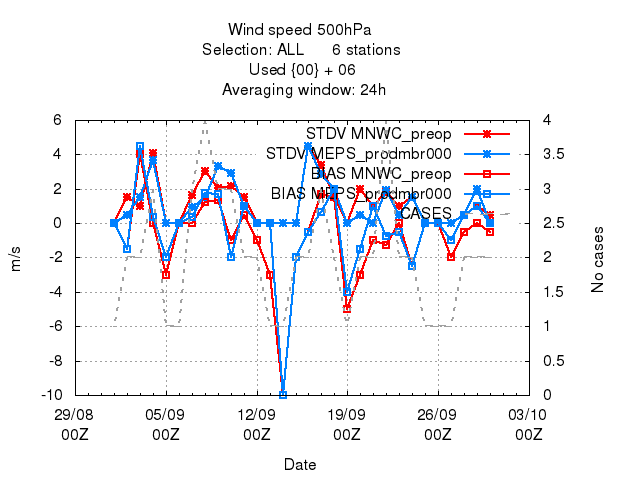 Wind speed 500hPa
Selection: ALL 6 stations
Used {00} + 06
Averaging window: 24h
STDV MNWC_preop
STDV MEPS_prodmbr000
BIAS MNWC_preop
BIAS MEPS_prodmbr000
CASES
6
4
2
0
-2
-4
-6
-8
-10
m/s
4
3.5
3
2.5
2
1.5
1
0.5
0
No cases
29/08 05/09 12/09 19/09 26/09 03/10
00Z 00Z 00Z 00Z 00Z 00Z
Date